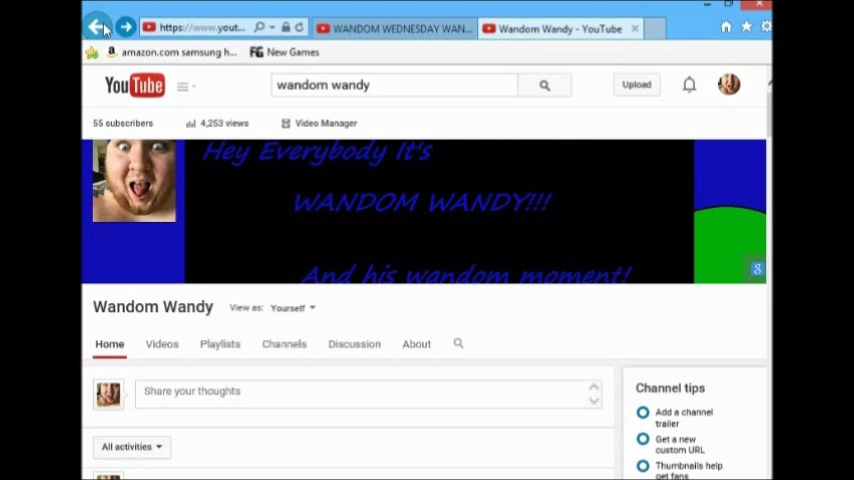 https://www.yout...
WANDOM WEDNESDAY WAN...
Wandom Wandy - YouTube
amazon.com samsung h...
FG New Games
YouTube
wandom wandy
Upload
55 subscribers
4,253 views
Video Manager
Hey Everybody It's
WANDOM WANDY!!!
And his wandom moment!
g
Wandom Wandy
View as: Yourself
Home
Videos
Playlists
Channels
Discussion
About
Share your thoughts
Channel tips
Add a channel
trailer
Get a new
custom URL
Thumbnails help
get fans
All activities